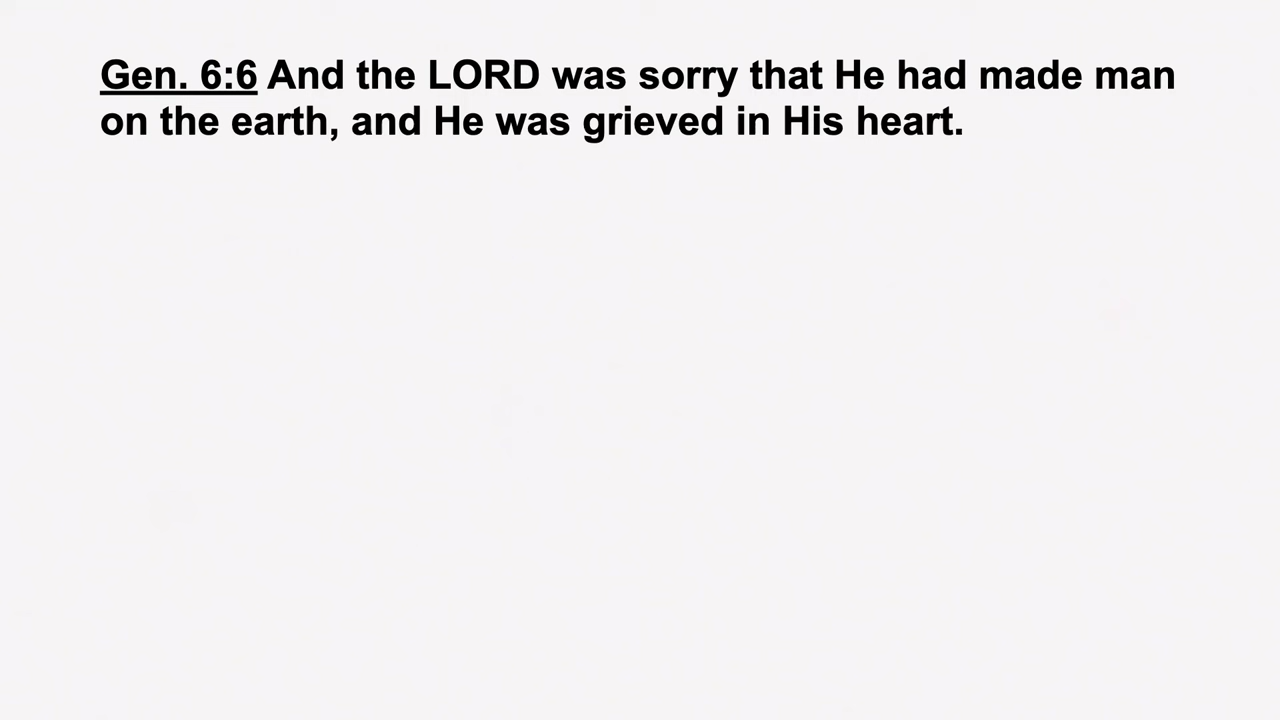 Gen. 6:6 And the LORD was sorry that He had made man
on the earth, and He was grieved in His heart.